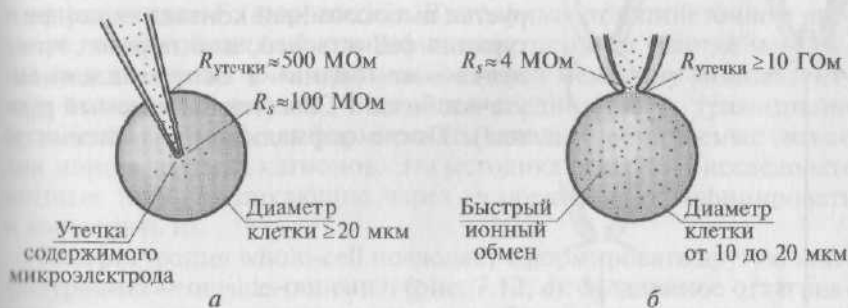 Rутечки≈500 МОм
Rs≈100 МОм
Утечка
содержимого
микроэлектрода
Диаметр
клетки ≥20 мкм
а
Rs≈4 МОм
Rутечки≥10 ГОм
Быстрый
ионный
обмен
Диаметр
клетки
от 10 до 20 мкм
б